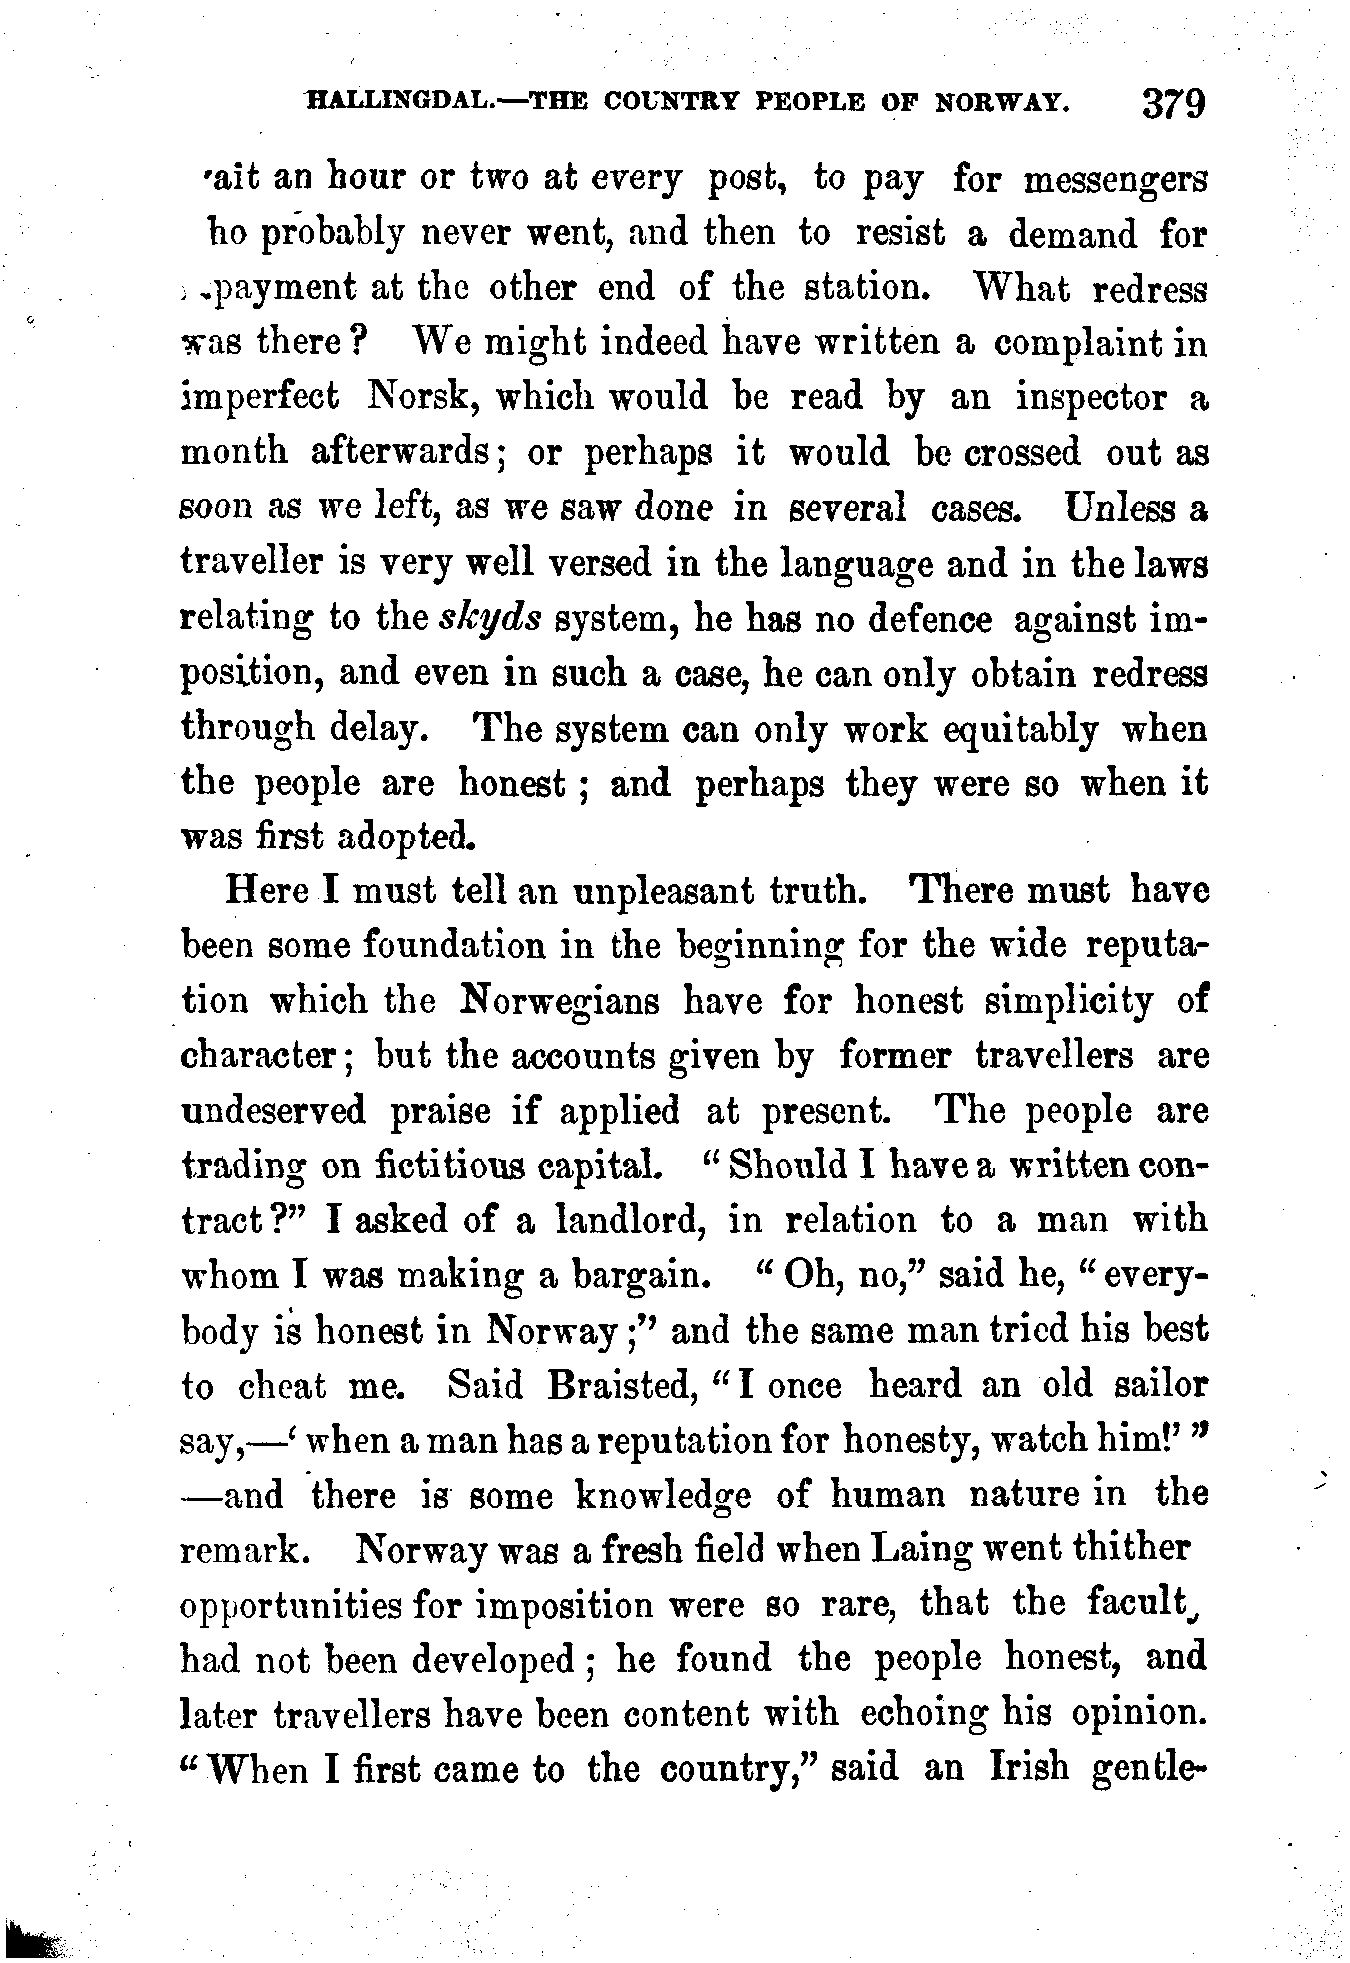 HALLINGDAL.—THE COUNTRY PEOPLE OF NORWAY. 379
'ait an hour or two at every post, to pay for messengers
ho probably never went, and then to resist a demand for
payment at the other end of the station. What redress
was there? We might indeed have written a complaint in
imperfect Norsk, which would be read by an inspector a
month afterwards; or perhaps it would be crossed out as
soon as we left, as we saw done in several cases. Unless a
traveller is very well versed in the language and in the laws
relating to the skyds system, he has no defence against im-
position, and even in such a case, he can only obtain redress
through delay. The system can only work equitably when
the people are honest; and perhaps they were so when it
was first adopted.
Here I must tell an unpleasant truth. There must have
been some foundation in the beginning for the wide reputa-
tion which the Norwegians have for honest simplicity of
character; but the accounts given by former travellers are
undeserved praise if applied at present. The people are
trading on fictitious capital. "Should I have a written con-
tract?" I asked of a landlord, in relation to a man with
whom I was making a bargain. "Oh, no," said he, "every-
body is honest in Norway;" and the same man tried his best
to cheat me. Said Braisted, "I once heard an old sailor
say,—'when a man has a reputation for honesty, watch him!'"
—and there is some knowledge of human nature in the
remark. Norway was a fresh field when Laing went thither
opportunities for imposition were so rare, that the facult
had not been developed; he found the people honest, and
later travellers have been content with echoing his opinion.
"When I first came to the country," said an Irish gentle-